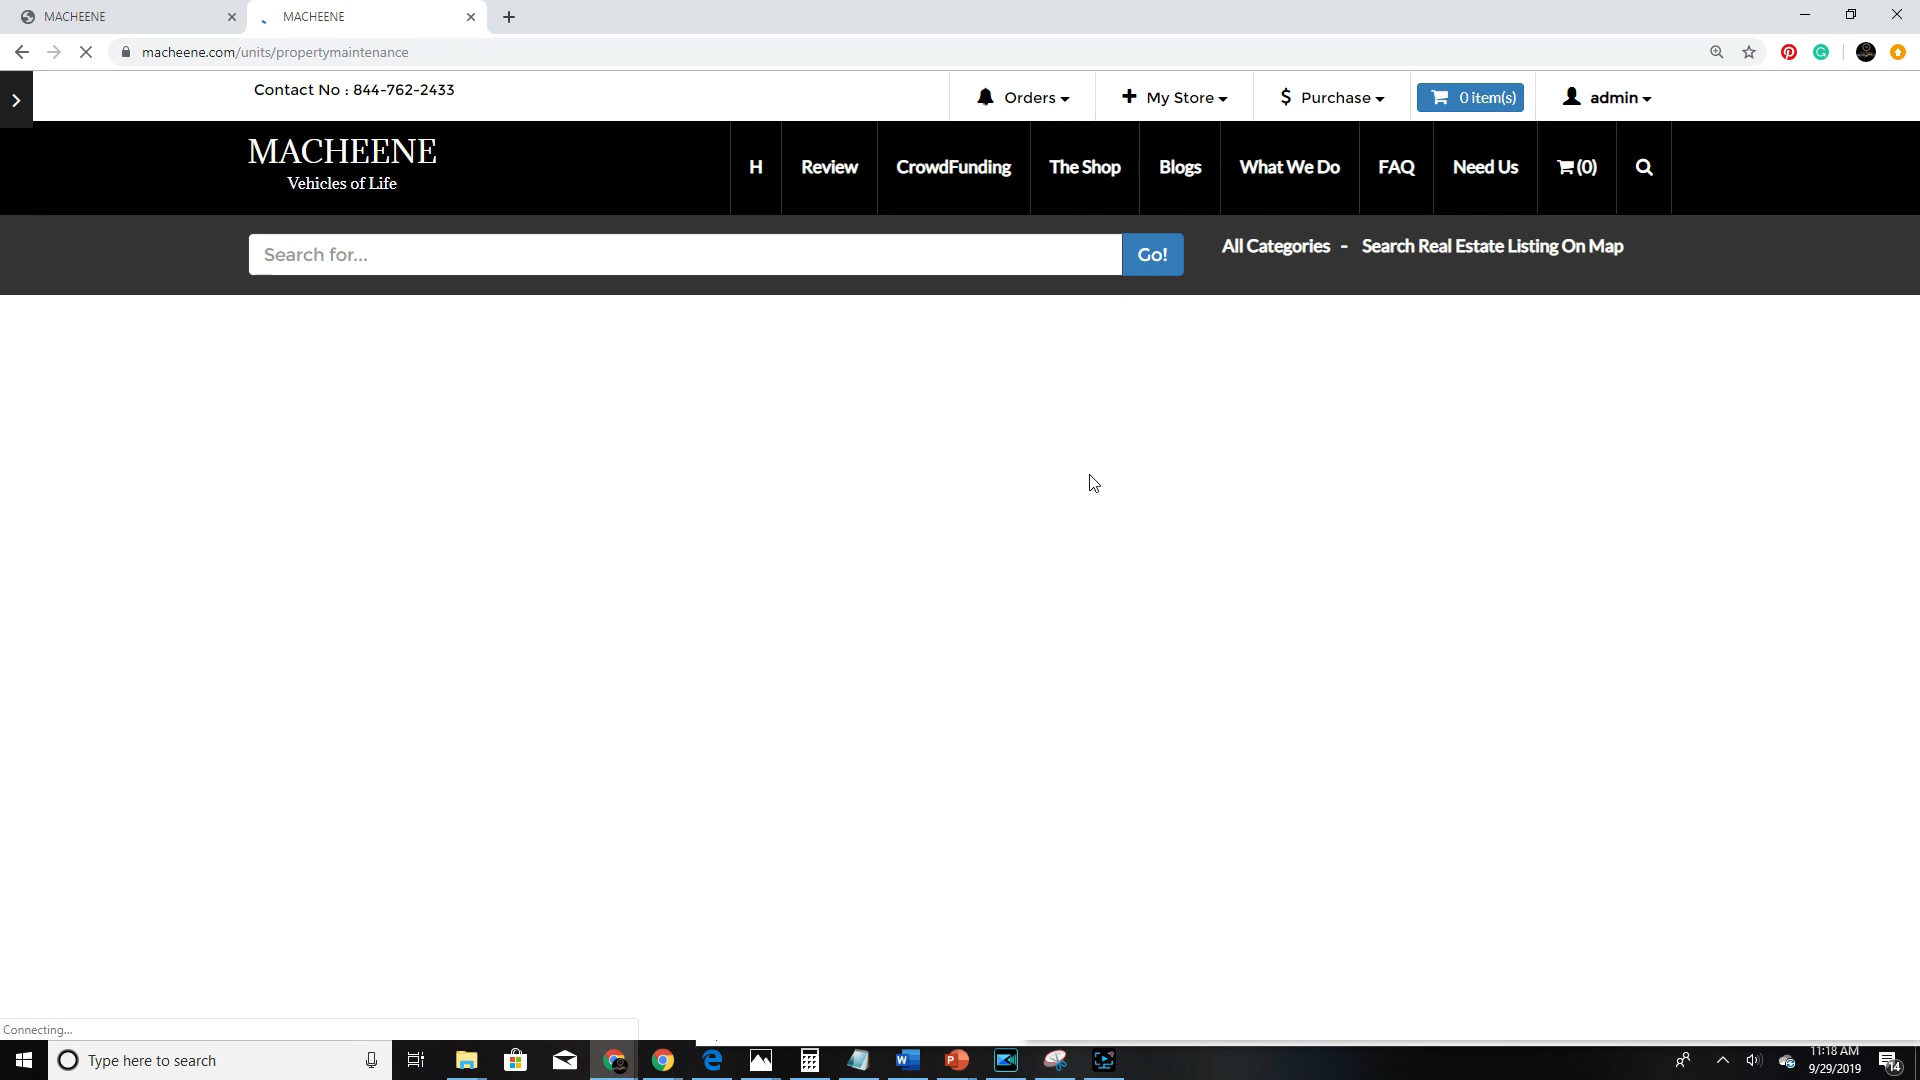 MACHEENE
MACHEENE
macheene.com/units/propertymaintenance
Contact No : 844-762-2433
Orders
My Store
Purchase
0 item(s)
admin
MACHEENE
Vehicles of Life
H
Review
CrowdFunding
The Shop
Blogs
What We Do
FAQ
Need Us
(0)
Search for...
Go!
All Categories - Search Real Estate Listing On Map
Connecting...
Type here to search
11:18 AM
9/29/2019
14